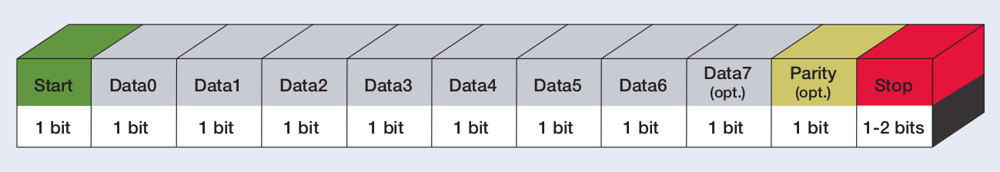 Start Data0 Data1 Data2 Data3 Data4 Data5 Data6 Data7 (opt.) Parity (opt.) Stop
1 bit 1 bit 1 bit 1 bit 1 bit 1 bit 1 bit 1 bit 1 bit 1 bit 1-2 bits